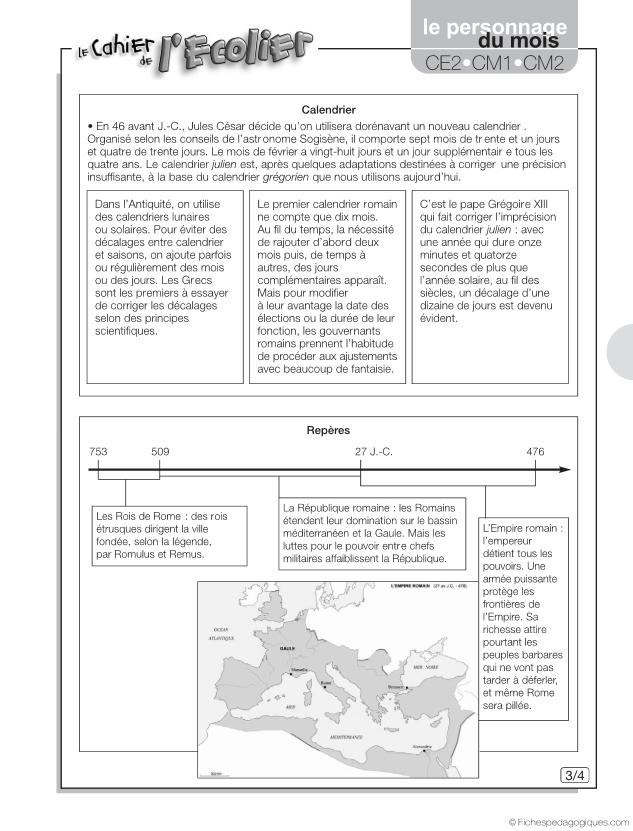 le Cahier de l'Ecolier
le personnage
du mois
CE2•CM1•CM2
Calendrier
• En 46 avant J.-C., Jules César décide qu'on utilisera dorénavant un nouveau calendrier .
Organisé selon les conseils de l'astronome Sogisène, il comporte sept mois de trente et un jours
et quatre de trente jours. Le mois de février a vingt-huit jours et un jour supplémentair e tous les
quatre ans. Le calendrier julien est, après quelques adaptations destinées à corriger une précision
insuffisante, à la base du calendrier grégorien que nous utilisons aujourd'hui.
Dans l'Antiquité, on utilise
des calendriers lunaires
ou solaires. Pour éviter des
décalages entre calendrier
et saisons, on ajoute parfois
ou régulièrement des mois
ou des jours. Les Grecs
sont les premiers à essayer
de corriger les décalages
selon des principes
scientifiques.
Le premier calendrier romain
ne compte que dix mois.
Au fil du temps, la nécessité
de rajouter d'abord deux
mois puis, de temps à
autres, des jours
complémentaires apparaît.
Mais pour modifier
à leur avantage la date des
élections ou la durée de leur
fonction, les gouvernants
romains prennent l'habitude
de procéder aux ajustements
avec beaucoup de fantaisie.
C'est le pape Grégoire XIII
qui fait corriger l'imprécision
du calendrier julien : avec
une année qui dure onze
minutes et quatorze
secondes de plus que
l'année solaire, au fil des
siècles, un décalage d'une
dizaine de jours est devenu
évident.
Repères
753 509 27 J.-C. 476
Les Rois de Rome : des rois
étrusques dirigent la ville
fondée, selon la légende,
par Romulus et Remus.
La République romaine : les Romains
étendent leur domination sur le bassin
méditerranéen et la Gaule. Mais les
luttes pour le pouvoir entre chefs
militaires affaiblissent la République.
L'Empire romain :
l'empereur
détient tous les
pouvoirs. Une
armée puissante
protège les
frontières de
l'Empire. Sa
richesse attire
pourtant les
peuples barbares
qui ne vont pas
tarder à déferler,
et même Rome
sera pillée.
L'EMPIRE ROMAIN (27 av J.C. - 476)
OCEAN
ATLANTIQUE
GAULE
Marseille
Rome
MER NOIRE
Byzance
MER
MEDITERRANEE
Alexandrie
3/4
© Fichespedagogiques.com